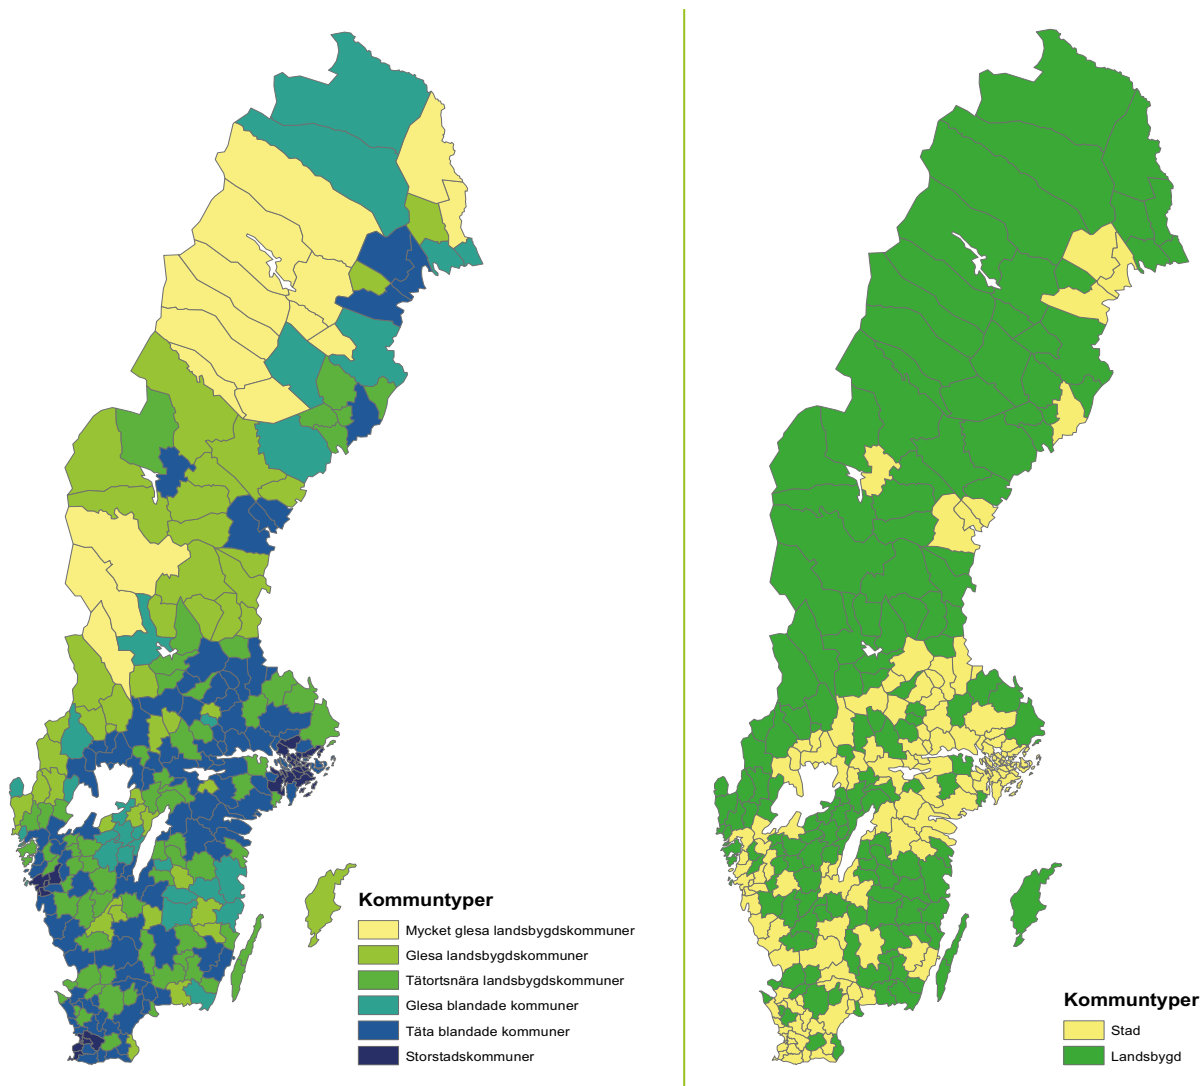 Kommuntyper
Mycket glesa landsbygdskommuner
Glesa landsbygdskommuner
Tätortsnära landsbygdskommuner
Glesa blandade kommuner
Täta blandade kommuner
Storstadskommuner
Kommuntyper
Stad
Landsbygd